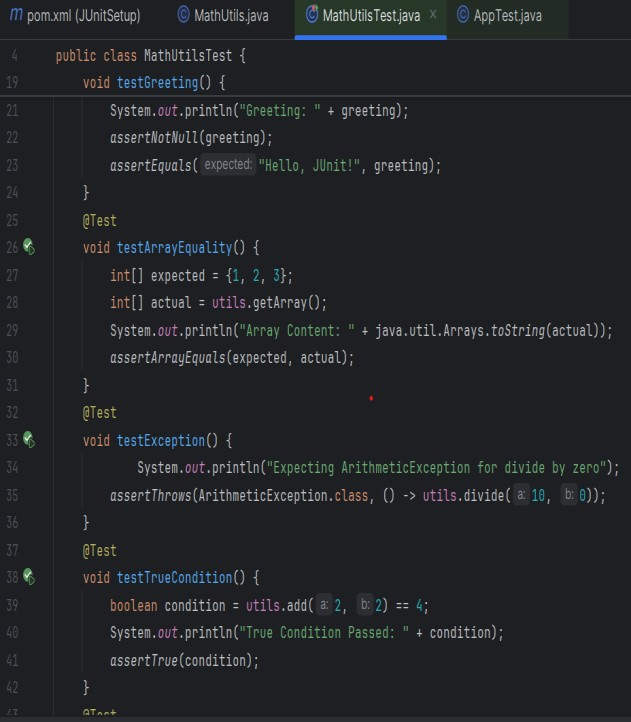 pom.xml (JUnitSetup) MathUtils.java MathUtilsTest.java × AppTest.java
4 public class MathUtilsTest {
19 void testGreeting() {
21 System.out.println("Greeting: " + greeting);
22 assertNotNull(greeting);
23 assertEquals( expected: "Hello, JUnit!", greeting);
24 }
25 @Test
26 void testArrayEquality() {
27 int[] expected = {1, 2, 3};
28 int[] actual = utils.getArray();
29 System.out.println("Array Content: " + java.util.Arrays.toString(actual));
30 assertArrayEquals(expected, actual);
31 }
32 @Test
33 void testException() {
34 System.out.println("Expecting ArithmeticException for divide by zero");
35 assertThrows(ArithmeticException.class, () -> utils.divide( a: 10, b: 0));
36 }
37 @Test
38 void testTrueCondition() {
39 boolean condition = utils.add( a: 2, b: 2) == 4;
40 System.out.println("True Condition Passed: " + condition);
41 assertTrue(condition);
42 }
43 @Test